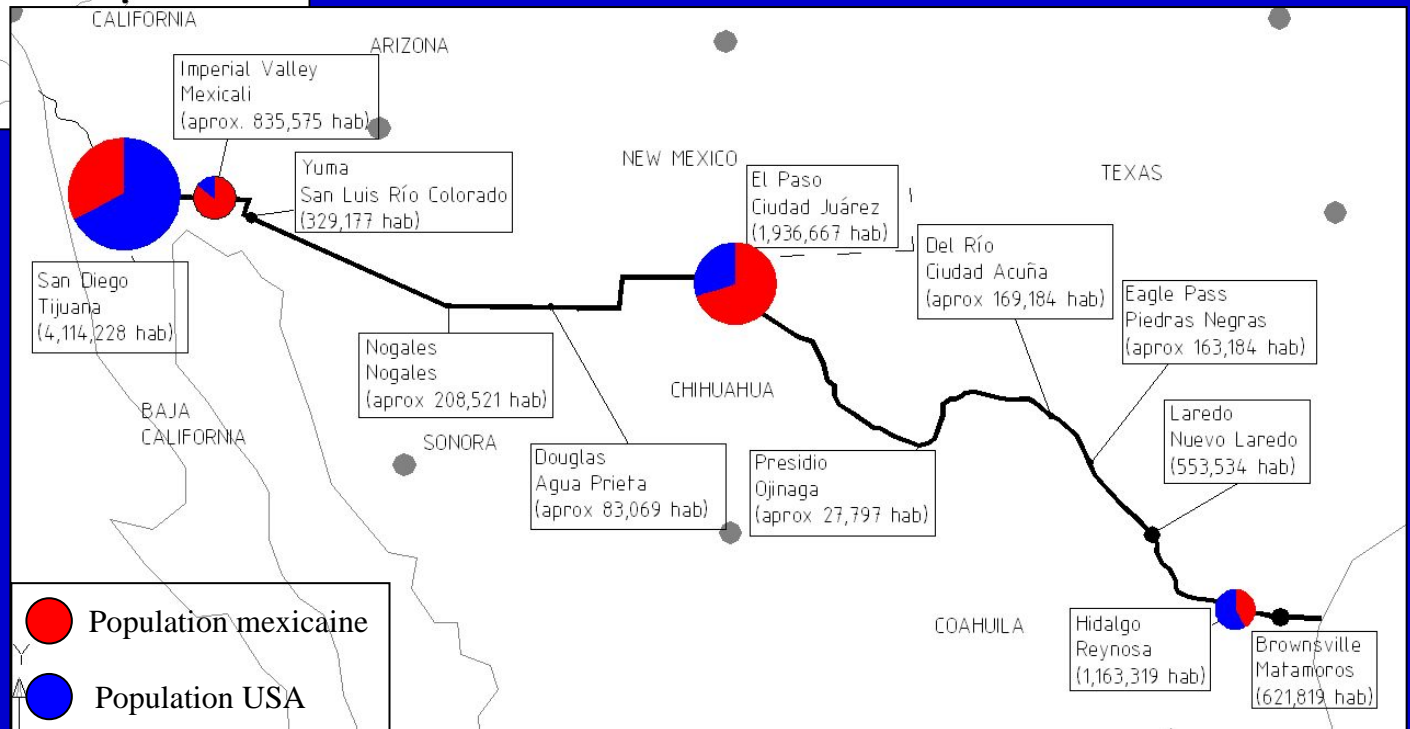 CALIFORNIA
ARIZONA
Imperial Valley
Mexicali
(aprox. 835,575 hab)
Yuma
San Luis Río Colorado
(329,177 hab)
NEW MEXICO
TEXAS
El Paso
Ciudad Juárez
(1,936,667 hab)
Del Río
Ciudad Acuña
(aprox 169,184 hab)
San Diego
Tijuana
(4,114,228 hab)
Eagle Pass
Piedras Negras
(aprox 163,184 hab)
Nogales
Nogales
(aprox 208,521 hab)
CHIHUAHUA
BAJA
CALIFORNIA
SONORA
Laredo
Nuevo Laredo
(553,534 hab)
Douglas
Agua Prieta
(aprox 83,069 hab)
Presidio
Ojinaga
(aprox 27,797 hab)
COAHUILA
Hidalgo
Reynosa
(1,163,319 hab)
Brownsville
Matamoros
(621,819 hab)
Population mexicaine
Y
Population USA